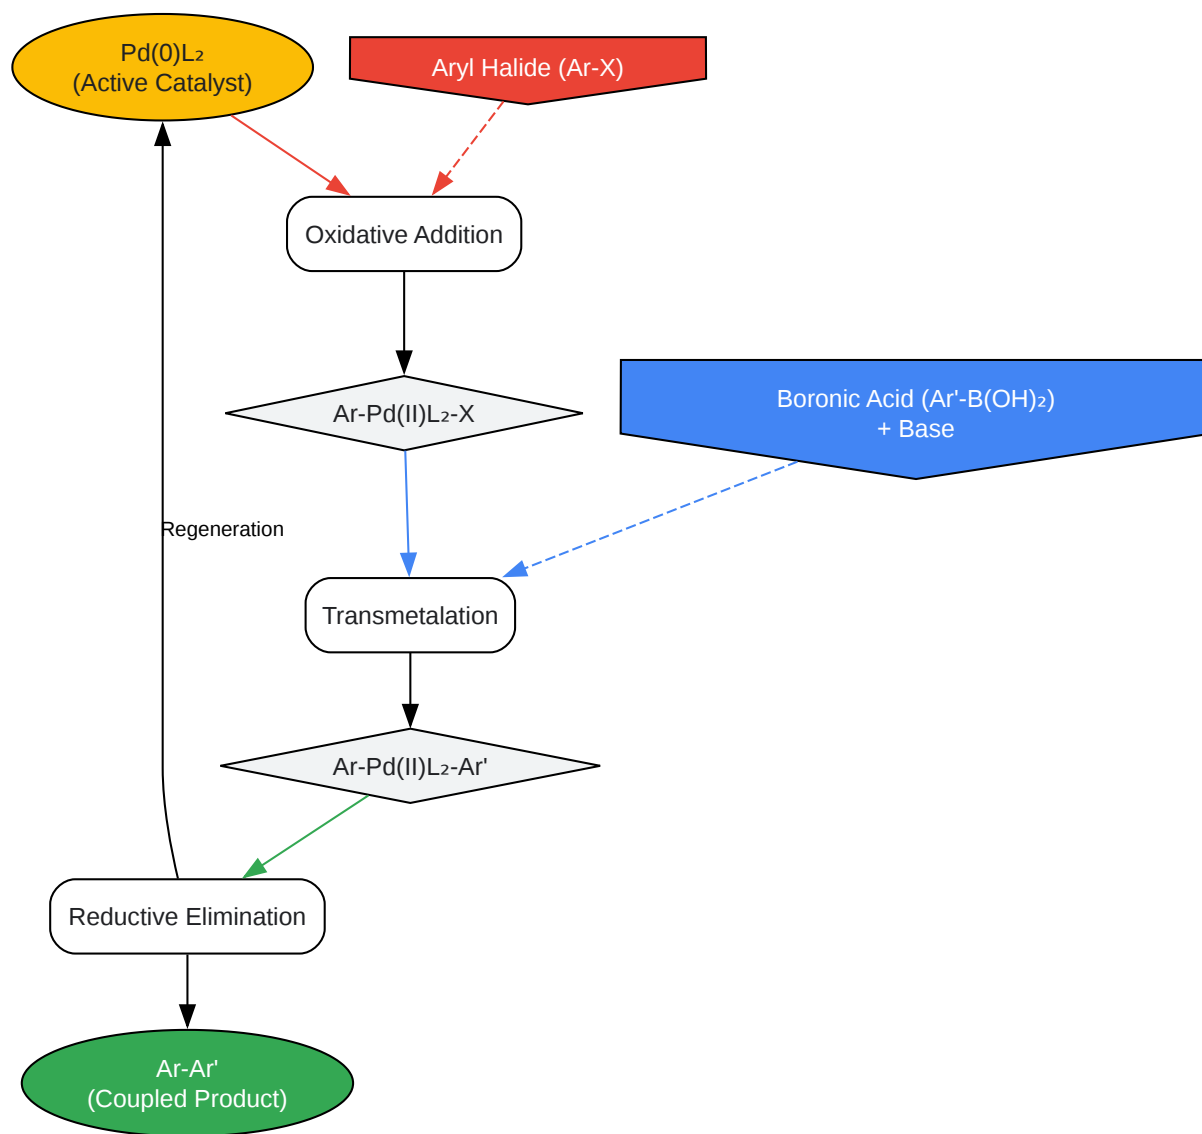 Pd(0)L₂
(Active Catalyst)
Aryl Halide (Ar-X)
Oxidative Addition
Ar-Pd(II)L₂-X
Boronic Acid (Ar'-B(OH)₂)
+ Base
Regeneration
Transmetalation
Ar-Pd(II)L₂-Ar'
Reductive Elimination
Ar-Ar'
(Coupled Product)